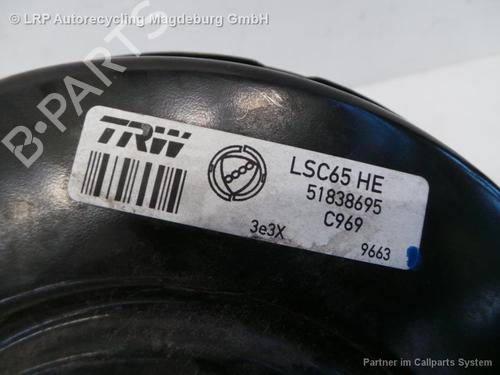 © LRP Autorecycling Magdeburg GmbH
B-PARTS
TRW
LSC65 HE
51838695
C969
3e3X
9663
Partner im Callparts System